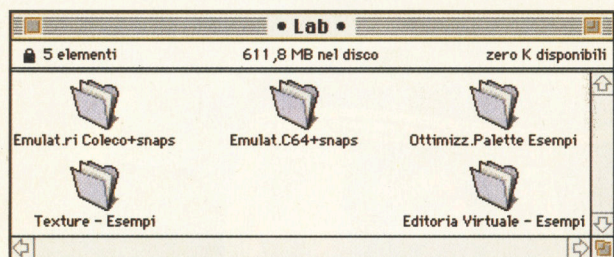 • Lab •
5 elementi 611,8 MB nel disco zero K disponibili
Emulat.ri Coleco+snaps Emulat.C64+snaps Ottimizz.Palette Esempi
Texture - Esempi Editoria Virtuale - Esempi